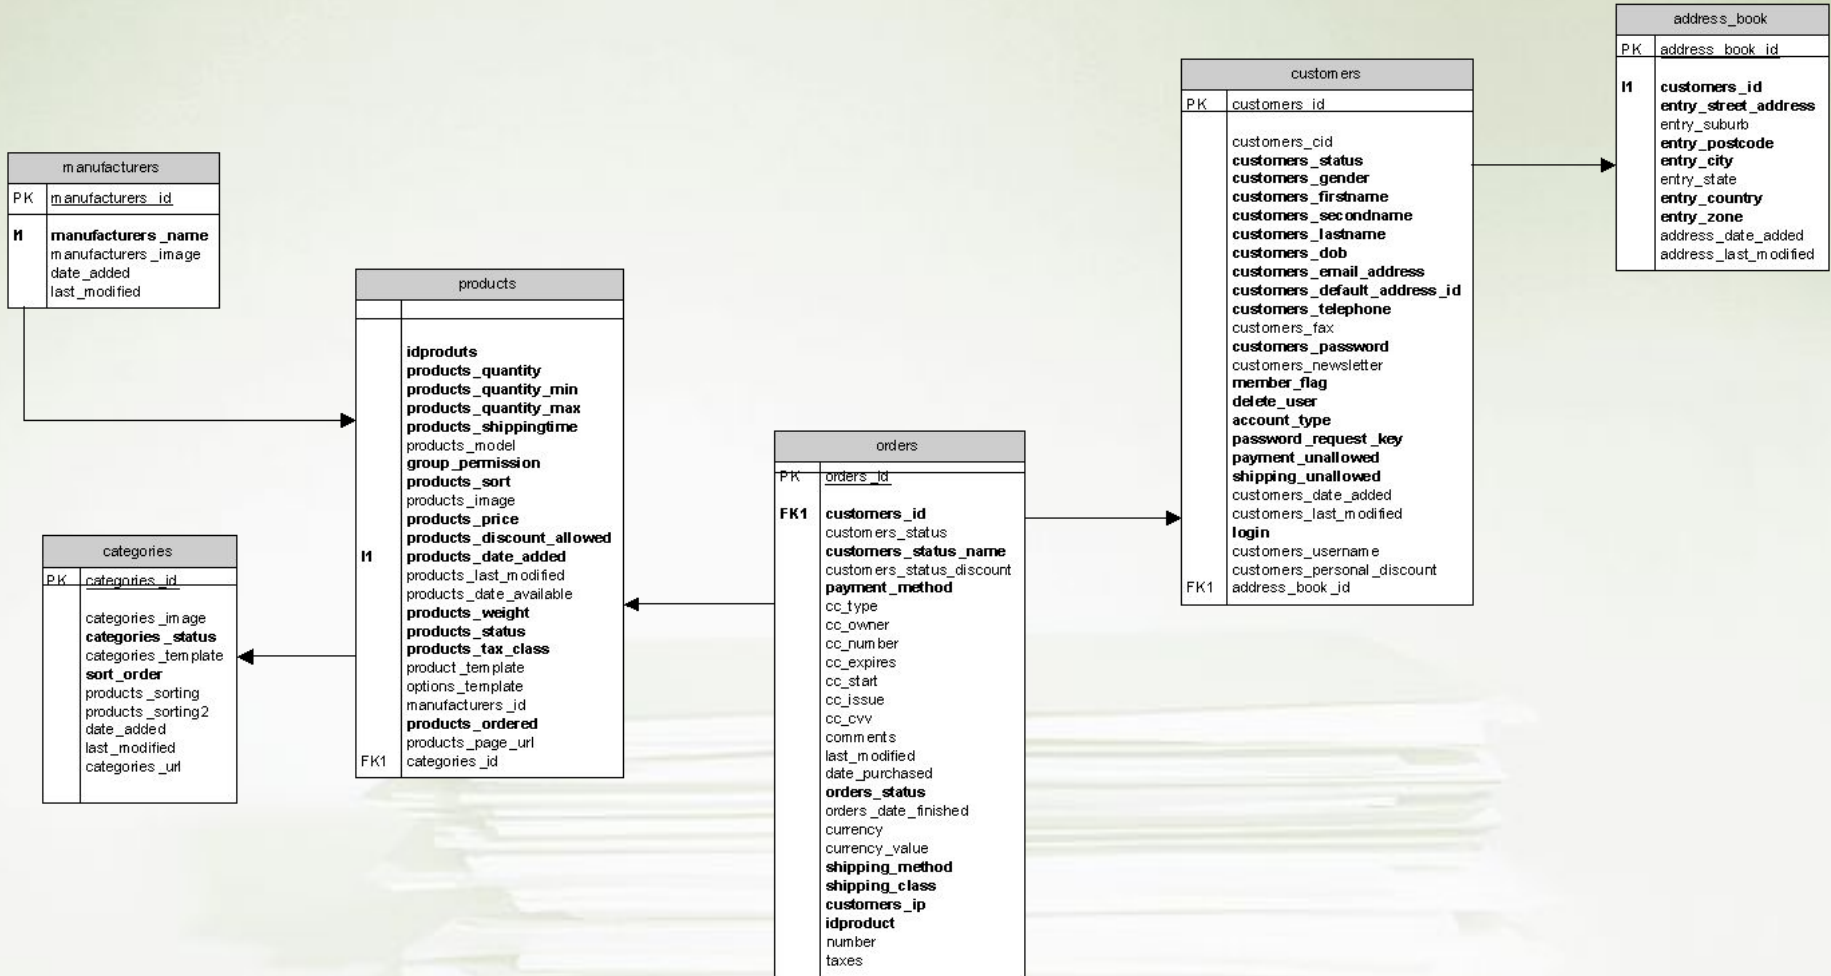 manufacturers
PK manufacturers_id
I1 manufacturers_name
manufacturers_image
date_added
last_modified
categories
PK categories_id
categories_image
categories_status
categories_template
sort_order
products_sorting
products_sorting2
date_added
last_modified
categories_url
products
idproduts
products_quantity
products_quantity_min
products_quantity_max
products_shippingtime
products_model
group_permission
products_sort
products_image
products_price
products_discount_allowed
I1 products_date_added
products_last_modified
products_date_available
products_weight
products_status
products_tax_class
product_template
options_template
manufacturers_id
products_ordered
products_page_url
FK1 categories_id
orders
PK orders_id
FK1 customers_id
customers_status
customers_status_name
customers_status_discount
payment_method
cc_type
cc_owner
cc_number
cc_expires
cc_start
cc_issue
cc_cvv
comments
last_modified
date_purchased
orders_status
orders_date_finished
currency
currency_value
shipping_method
shipping_class
customers_ip
idproduct
number
taxes
customers
PK customers_id
customers_cid
customers_status
customers_gender
customers_firstname
customers_secondname
customers_lastname
customers_dob
customers_email_address
customers_default_address_id
customers_telephone
customers_fax
customers_password
customers_newsletter
member_flag
delete_user
account_type
password_request_key
payment_unallowed
shipping_unallowed
customers_date_added
customers_last_modified
login
customers_username
customers_personal_discount
FK1 address_book_id
address_book
PK address_book_id
I1 customers_id
entry_street_address
entry_suburb
entry_postcode
entry_city
entry_state
entry_country
entry_zone
address_date_added
address_last_modified